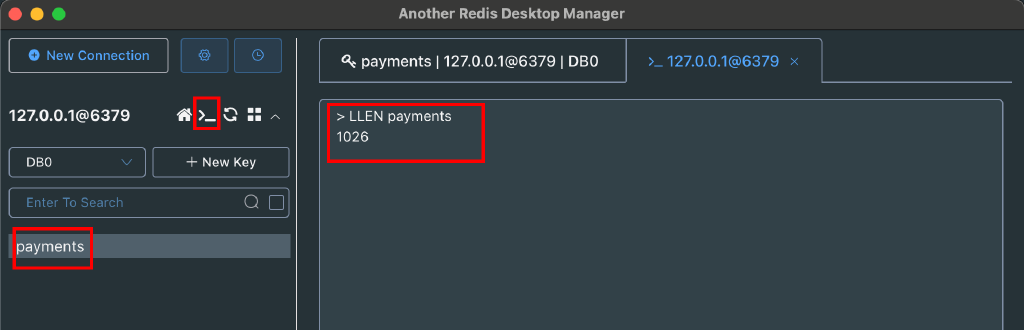 Another Redis Desktop Manager
New Connection
127.0.0.1@6379
DB0
+ New Key
Enter To Search
payments
payments | 127.0.0.1@6379 | DB0
>_ 127.0.0.1@6379 ×
> LLEN payments
1026